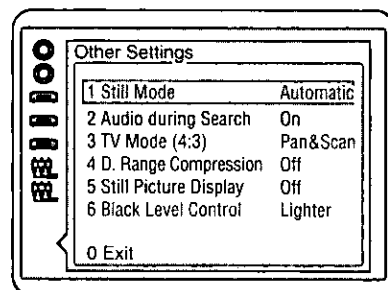 Other Settings
1 Still Mode Automatic
2 Audio during Search On
3 TV Mode (4:3) Pan&Scan
4 D. Range Compression Off
5 Still Picture Display Off
6 Black Level Control Lighter
0 Exit